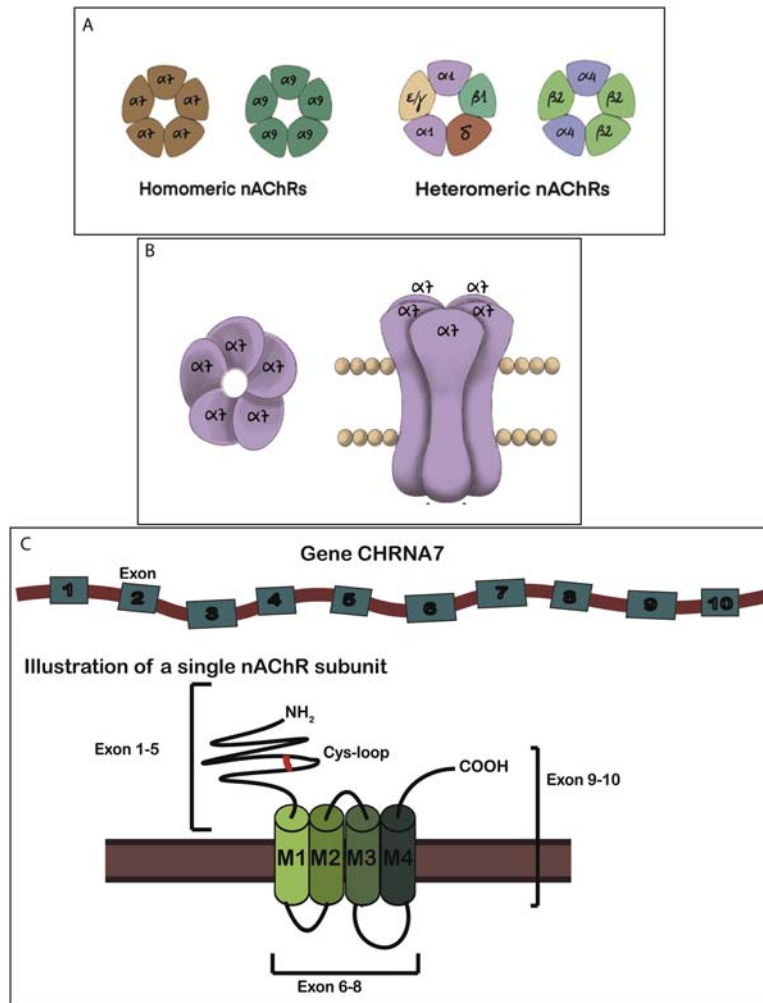 A
α7
α7
α7
α7
α7
α9
α9
α9
α9
α9
α1
ε/γ
β1
α1
δ
α4
β2
β2
α4
β2
Homomeric nAChRs
Heteromeric nAChRs
B
α7
α7
α7
α7
α7
α7
α7
α7
α7
α7
C
Gene CHRNA7
Exon
1
2
3
4
5
6
7
8
9
10
Illustration of a single nAChR subunit
NH₂
Exon 1-5
Cys-loop
COOH
Exon 9-10
M1
M2
M3
M4
Exon 6-8